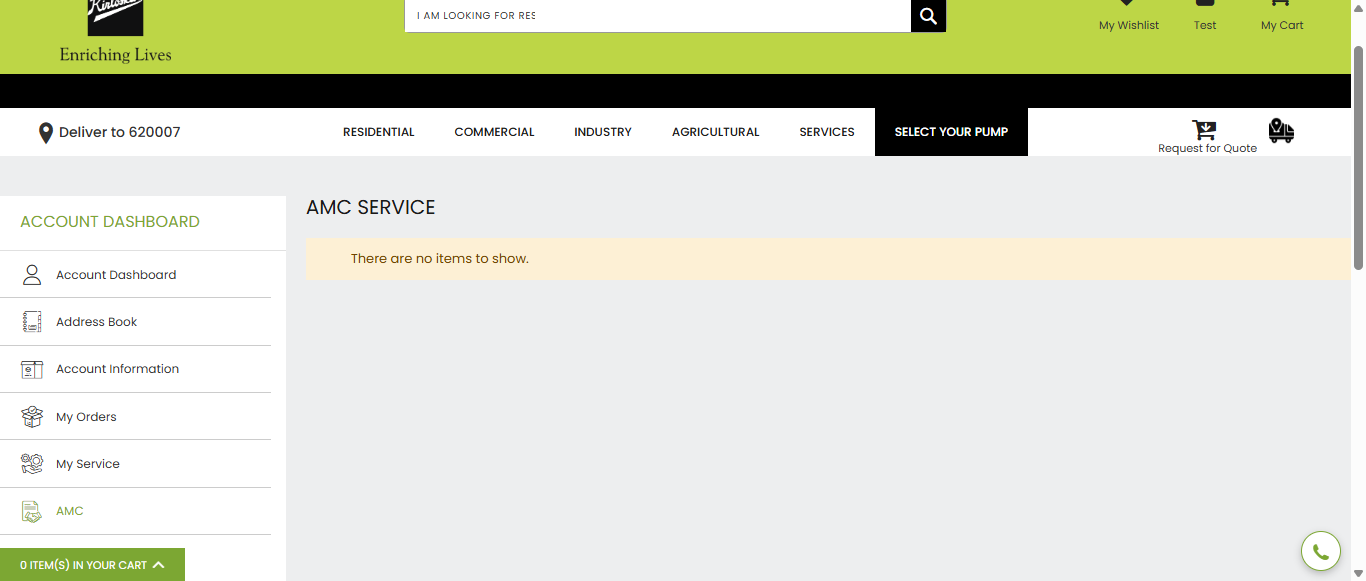 Enriching Lives
I AM LOOKING FOR RES
My Wishlist
Test
My Cart
Deliver to 620007
RESIDENTIAL
COMMERCIAL
INDUSTRY
AGRICULTURAL
SERVICES
SELECT YOUR PUMP
Request for Quote
ACCOUNT DASHBOARD
Account Dashboard
Address Book
Account Information
My Orders
My Service
AMC
AMC SERVICE
There are no items to show.
0 ITEM(S) IN YOUR CART